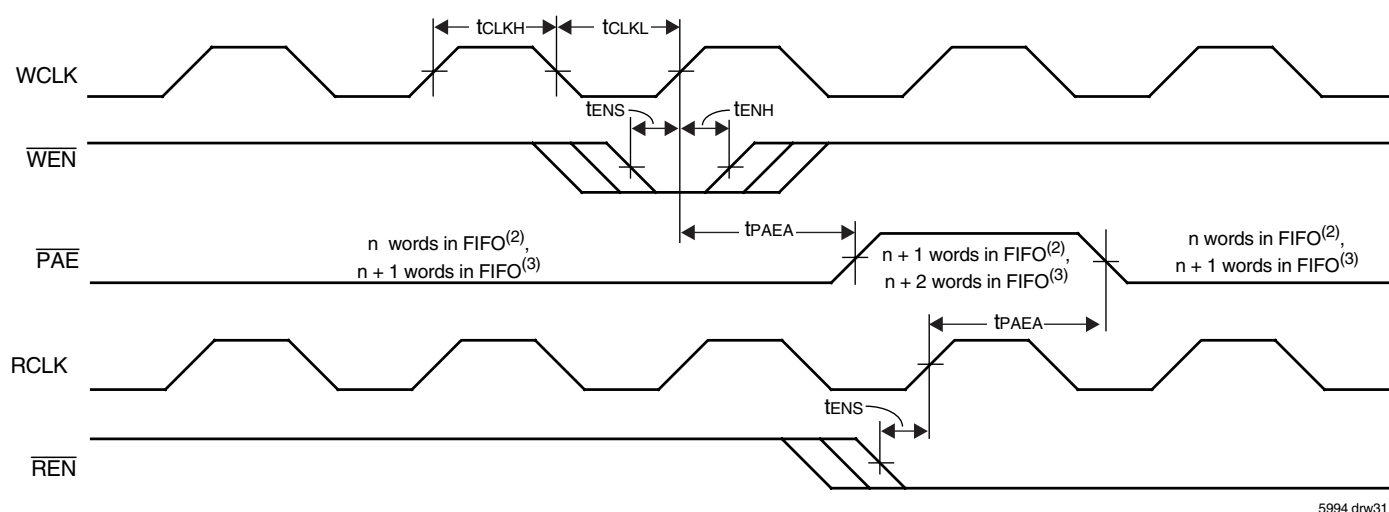 tCLKH
tCLKL
WCLK
tENS
tENH
WEN
tPAEA
n words in FIFO(2),
n + 1 words in FIFO(3)
n + 1 words in FIFO(2),
n + 2 words in FIFO(3)
n words in FIFO(2),
n + 1 words in FIFO(3)
PAE
tPAEA
RCLK
tENS
REN
5994 drw31